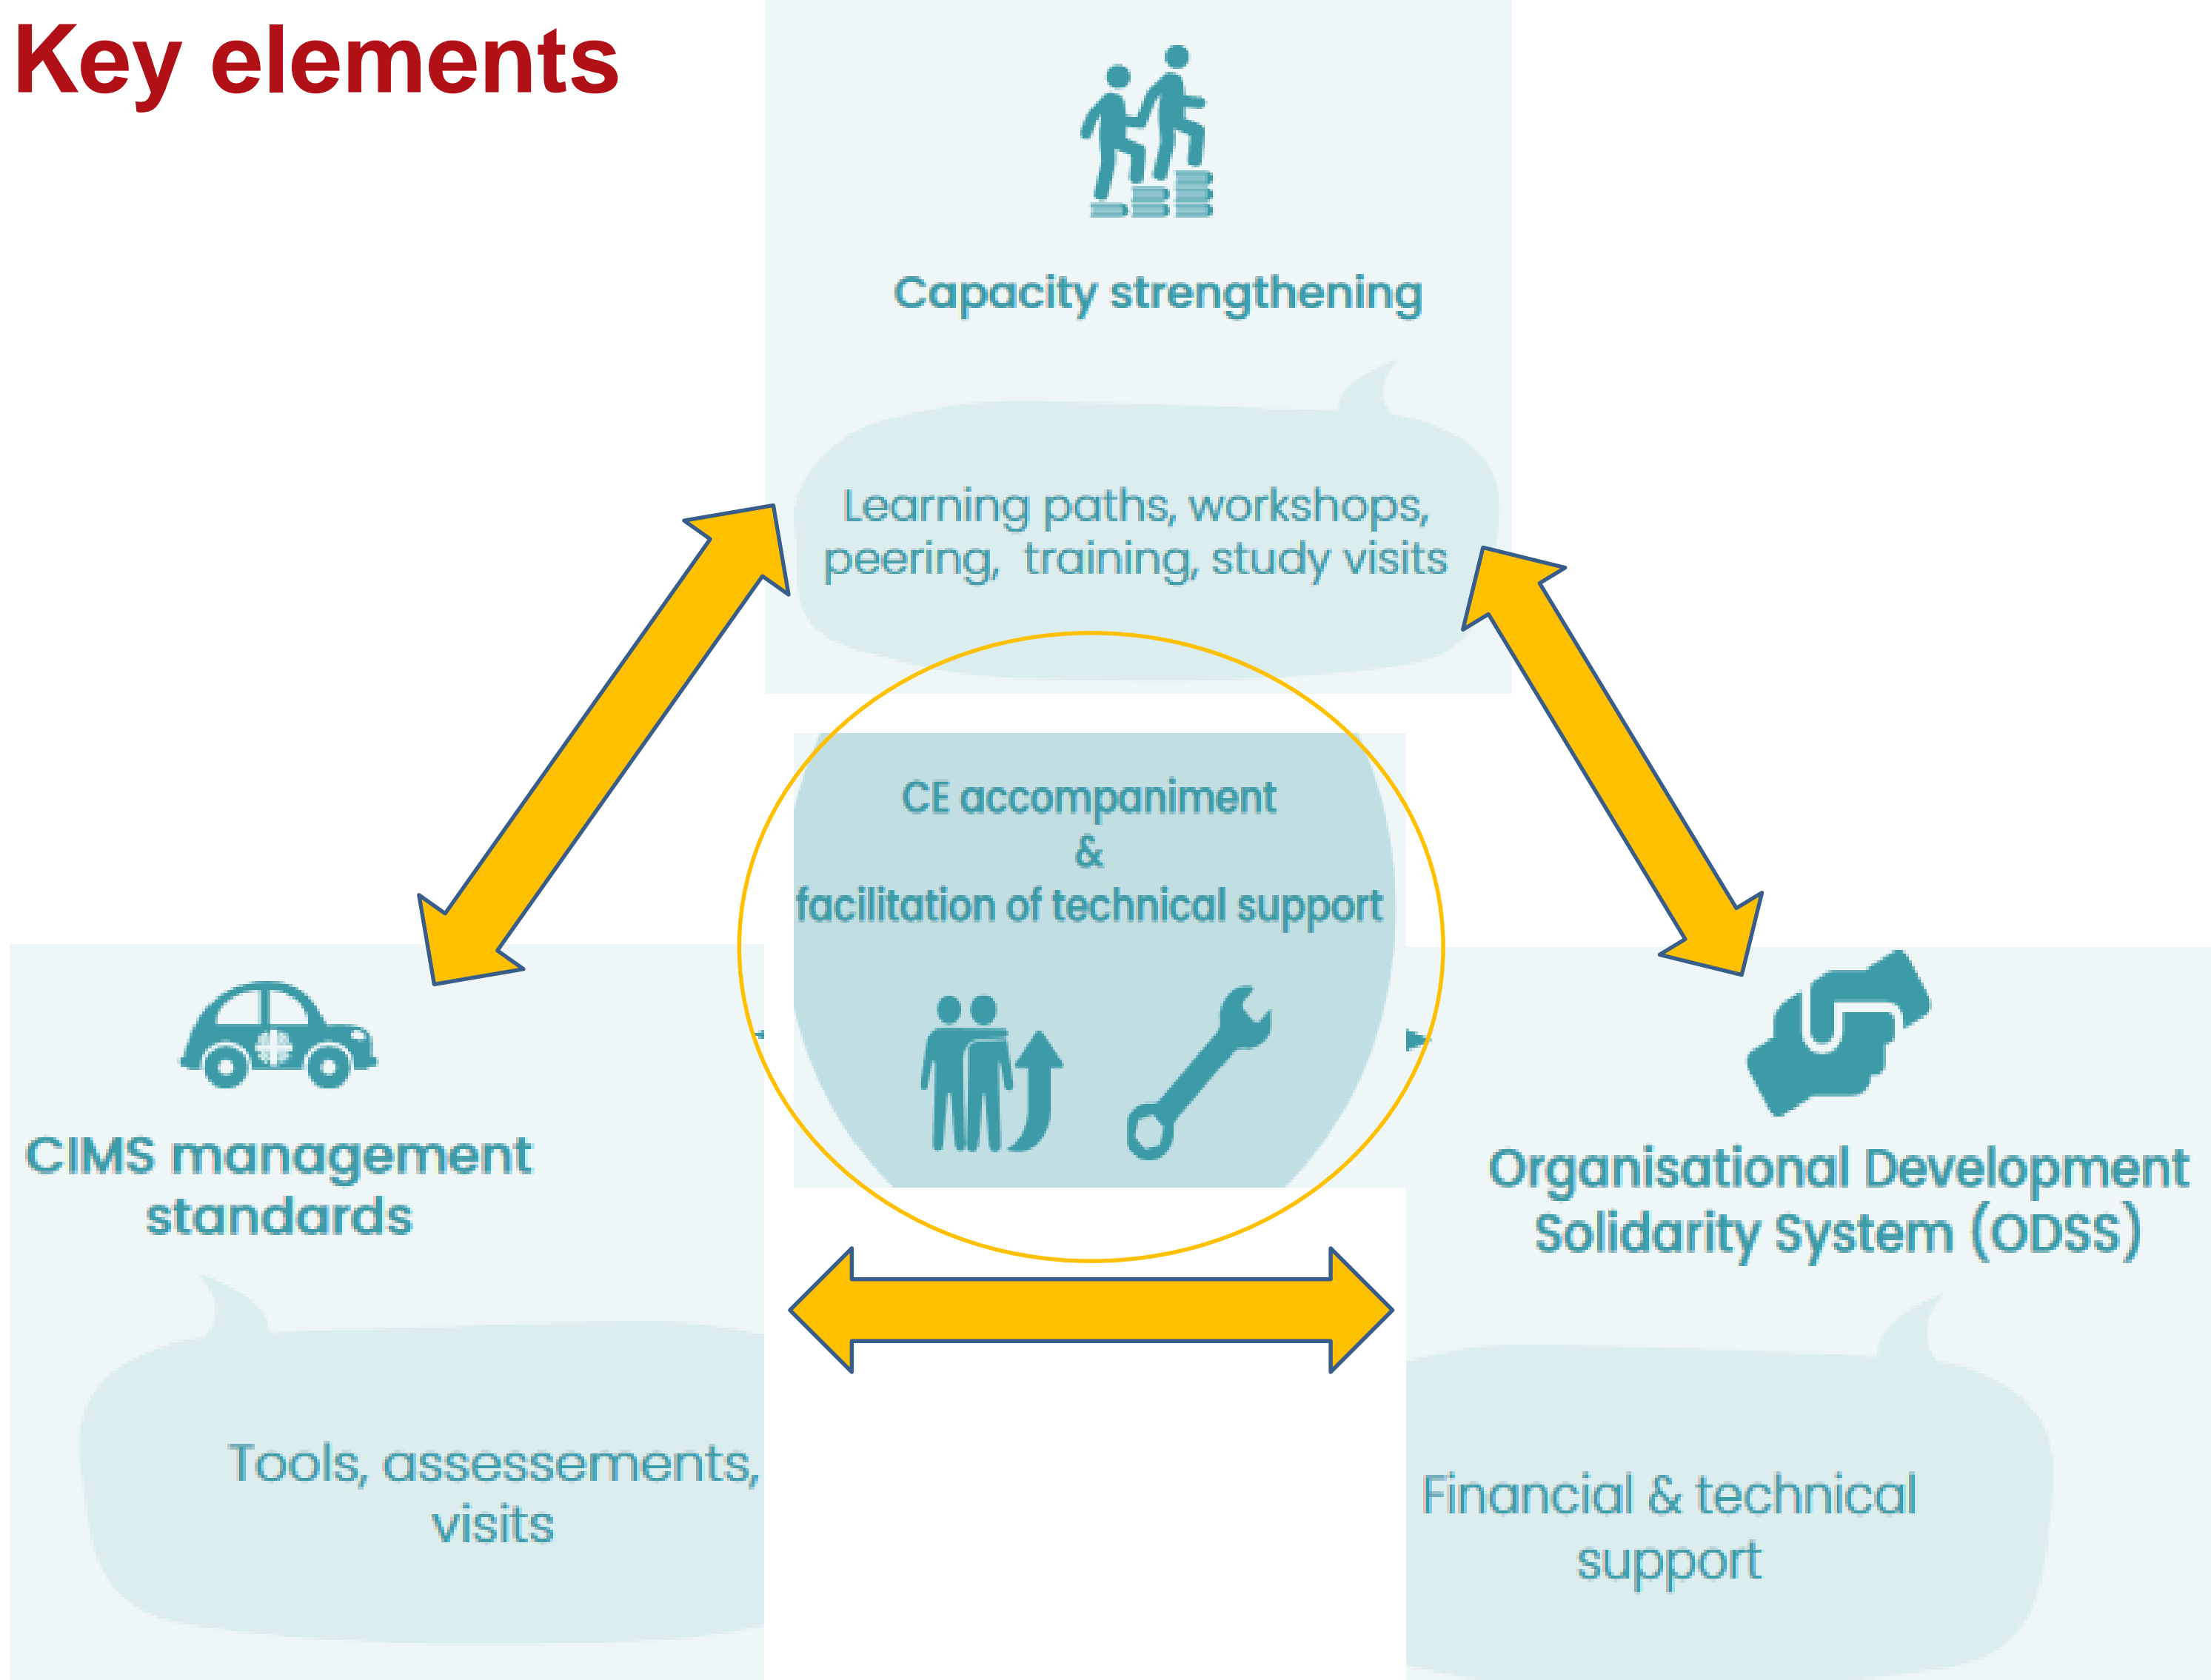 Key elements
Capacity strengthening
Learning paths, workshops,
peering, training, study visits
CE accompaniment
&
facilitation of technical support
CIMS management
standards
Tools, assessements,
visits
Organisational Development
Solidarity System (ODSS)
Financial & technical
support